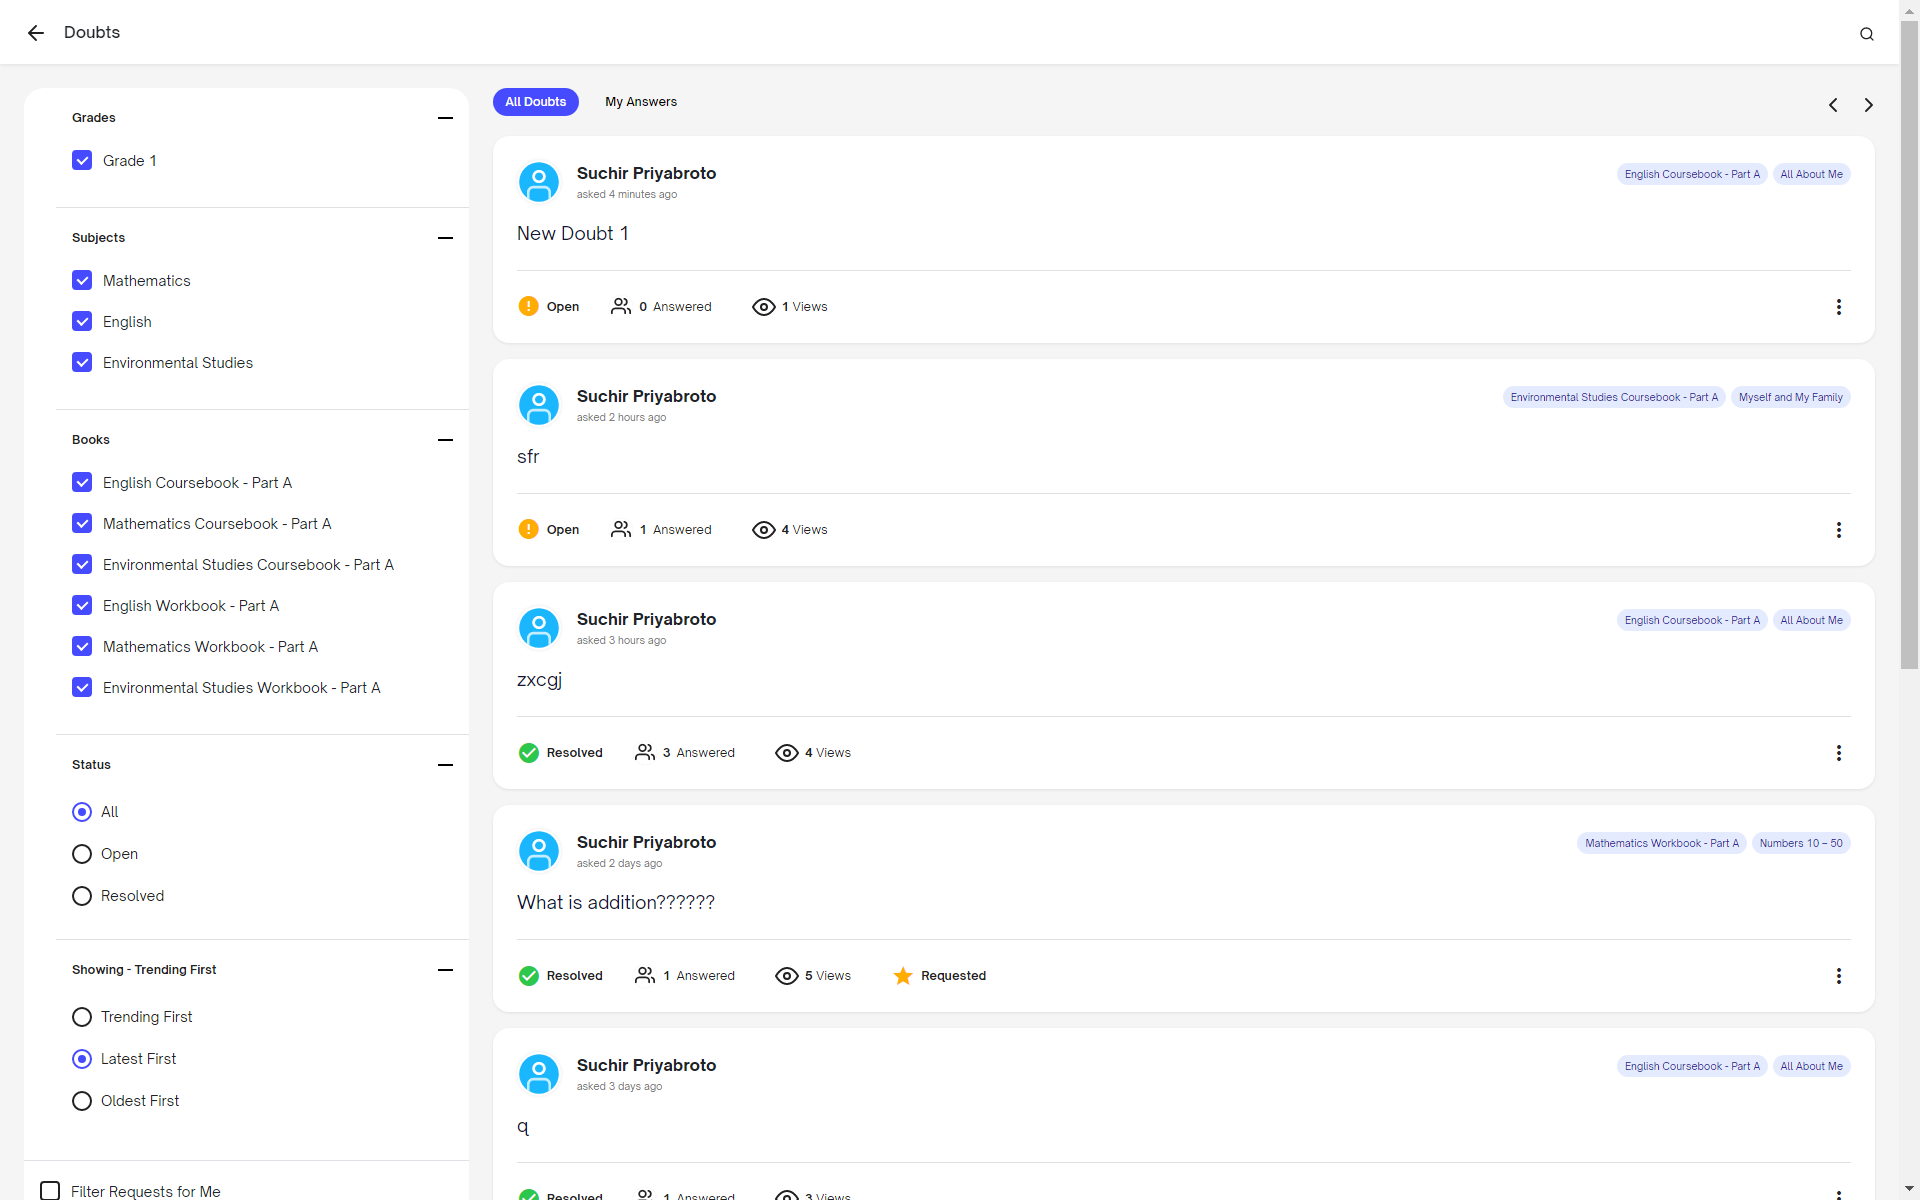 Doubts
Grades
Grade 1
Subjects
Mathematics
English
Environmental Studies
Books
English Coursebook - Part A
Mathematics Coursebook - Part A
Environmental Studies Coursebook - Part A
English Workbook - Part A
Mathematics Workbook - Part A
Environmental Studies Workbook - Part A
Status
All
Open
Resolved
Showing - Trending First
Trending First
Latest First
Oldest First
Filter Requests for Me
All Doubts My Answers
Suchir Priyabroto
asked 4 minutes ago
English Coursebook - Part A All About Me
New Doubt 1
Open 0 Answered 1 Views
Suchir Priyabroto
asked 2 hours ago
Environmental Studies Coursebook - Part A Myself and My Family
sfr
Open 1 Answered 4 Views
Suchir Priyabroto
asked 3 hours ago
English Coursebook - Part A All About Me
zxcgj
Resolved 3 Answered 4 Views
Suchir Priyabroto
asked 2 days ago
Mathematics Workbook - Part A Numbers 10 – 50
What is addition??????
Resolved 1 Answered 5 Views Requested
Suchir Priyabroto
asked 3 days ago
English Coursebook - Part A All About Me
q
Resolved 1 Answered 3 Views